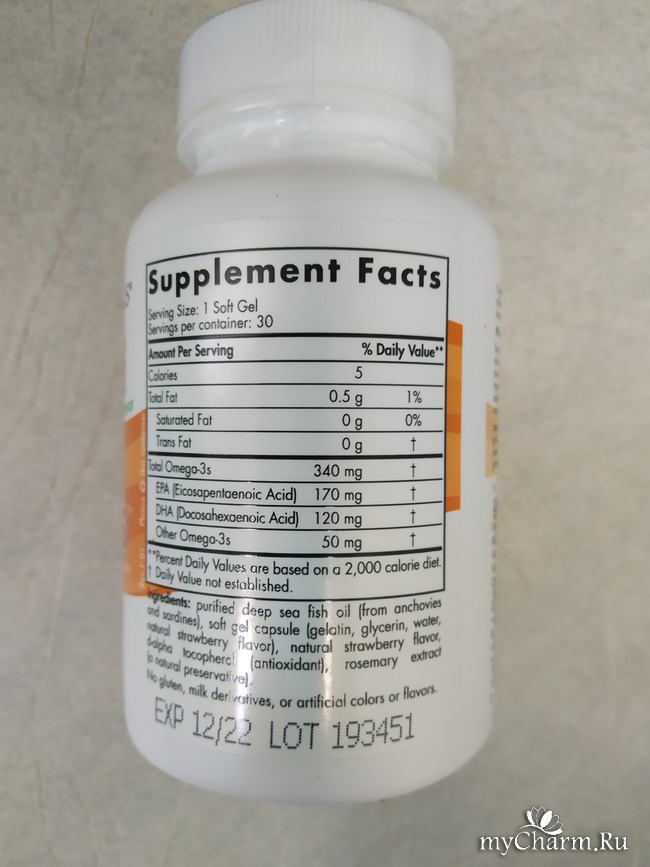 Supplement Facts
Serving Size: 1 Soft Gel
Servings per container: 30
Amount Per Serving % Daily Value**
Calories 5
Total Fat 0.5 g 1%
Saturated Fat 0 g 0%
Trans Fat 0 g †
Total Omega-3s 340 mg †
EPA (Eicosapentaenoic Acid) 170 mg †
DHA (Docosahexaenoic Acid) 120 mg †
Other Omega-3s 50 mg †
**Percent Daily Values are based on a 2,000 calorie diet.
† Daily Value not established.
Ingredients: purified deep sea fish oil (from anchovies
and sardines), soft gel capsule (gelatin, glycerin, water,
natural strawberry flavor), natural strawberry flavor,
d-alpha tocopherol (antioxidant), rosemary extract
(a natural preservative).
No gluten, milk derivatives, or artificial colors or flavors.
EXP 12/22 LOT 193451
myCharm.Ru